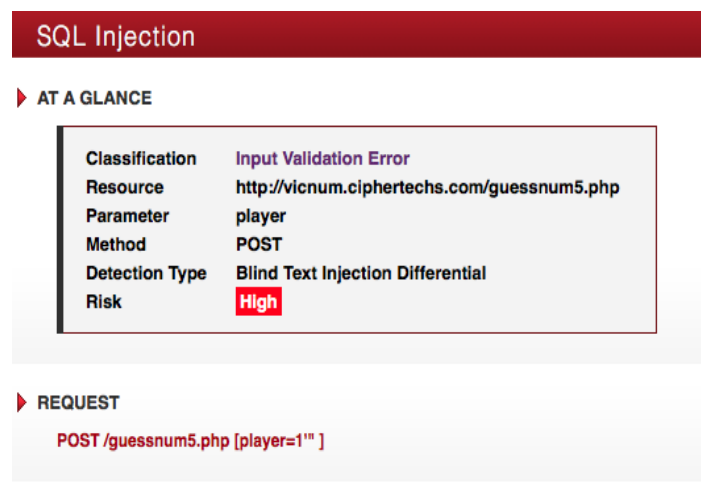 SQL Injection
AT A GLANCE
Classification Input Validation Error
Resource http://vicnum.ciphertechs.com/guessnum5.php
Parameter player
Method POST
Detection Type Blind Text Injection Differential
Risk High
REQUEST
POST /guessnum5.php [player=1'" ]